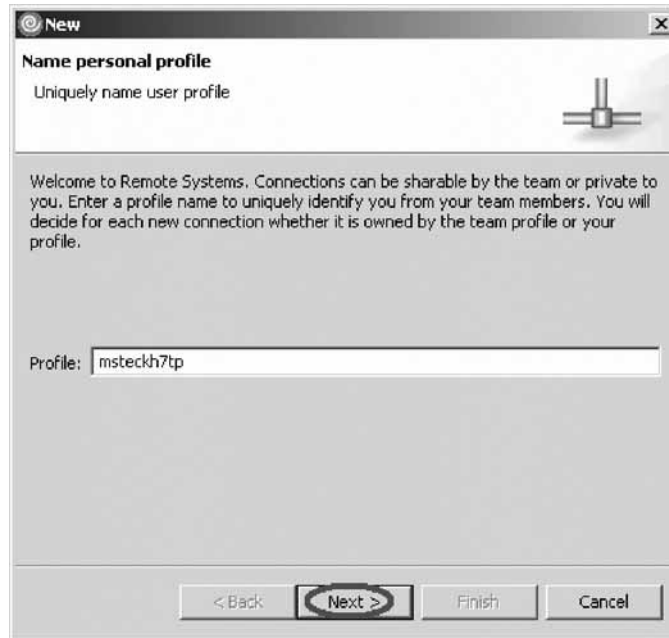 New
Name personal profile
Uniquely name user profile
Welcome to Remote Systems. Connections can be sharable by the team or private to
you. Enter a profile name to uniquely identify you from your team members. You will
decide for each new connection whether it is owned by the team profile or your
profile.
Profile: msteckh7tp
< Back Next > Finish Cancel